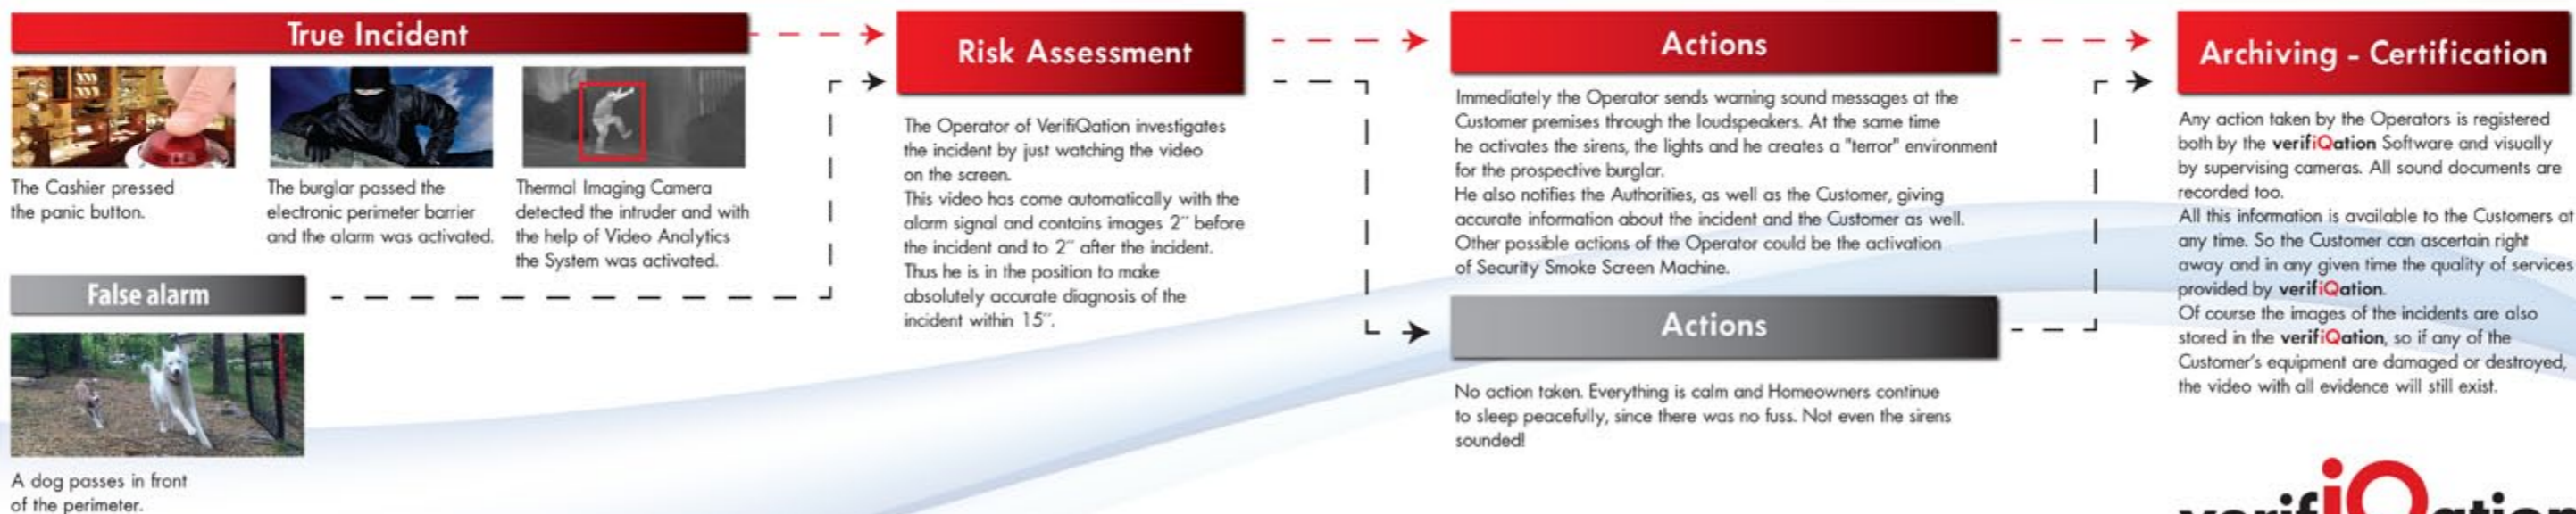 True Incident
The Cashier pressed
the panic button.
The burglar passed the
electronic perimeter barrier
and the alarm was activated.
Thermal Imaging Camera
detected the intruder and with
the help of Video Analytics
the System was activated.
False alarm
A dog passes in front
of the perimeter.
Risk Assessment
The Operator of VerifiQation investigates
the incident by just watching the video
on the screen.
This video has come automatically with the
alarm signal and contains images 2´´ before
the incident and to 2´´ after the incident.
Thus he is in the position to make
absolutely accurate diagnosis of the
incident within 15´´.
Actions
Immediately the Operator sends warning sound messages at the
Customer premises through the loudspeakers. At the same time
he activates the sirens, the lights and he creates a "terror" environment
for the prospective burglar.
He also notifies the Authorities, as well as the Customer, giving
accurate information about the incident and the Customer as well.
Other possible actions of the Operator could be the activation
of Security Smoke Screen Machine.
Actions
No action taken. Everything is calm and Homeowners continue
to sleep peacefully, since there was no fuss. Not even the sirens
sounded!
Archiving - Certification
Any action taken by the Operators is registered
both by the verifiQation Software and visually
by supervising cameras. All sound documents are
recorded too.
All this information is available to the Customers at
any time. So the Customer can ascertain right
away and in any given time the quality of services
provided by verifiQation.
Of course the images of the incidents are also
stored in the verifiQation, so if any of the
Customer's equipment are damaged or destroyed,
the video with all evidence will still exist.
verifiQation